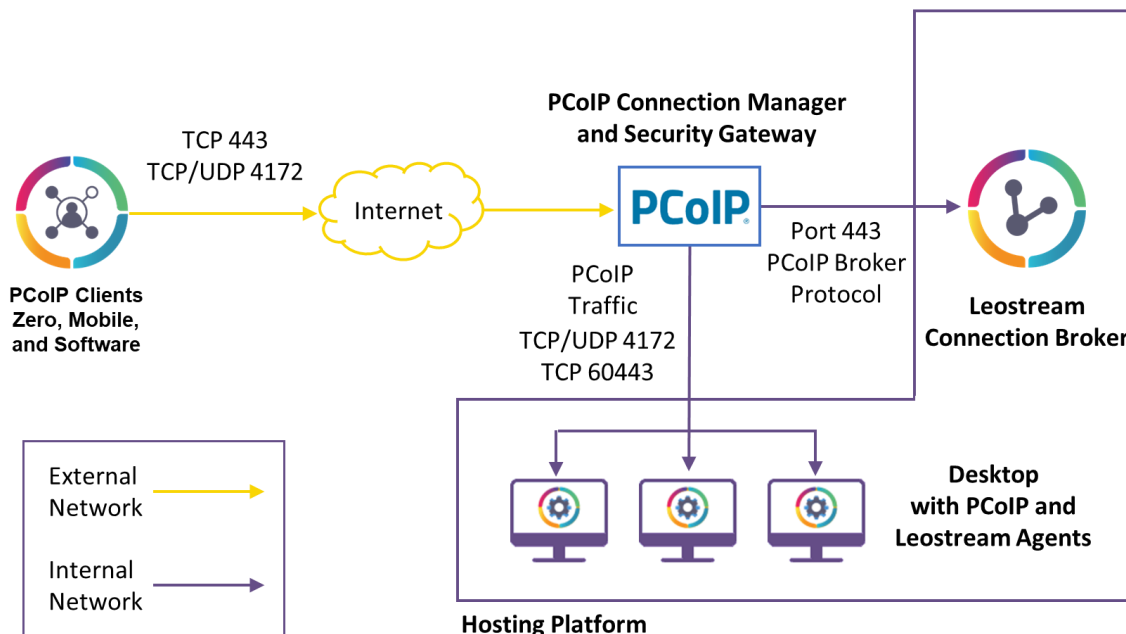 PCoIP Connection Manager
and Security Gateway
TCP 443
TCP/UDP 4172
Internet
PCoIP®
Port 443
PCoIP Broker
Protocol
PCoIP Clients
Zero, Mobile,
and Software
PCoIP
Traffic
TCP/UDP 4172
TCP 60443
Leostream
Connection Broker
External
Network
Internal
Network
Desktop
with PCoIP and
Leostream Agents
Hosting Platform